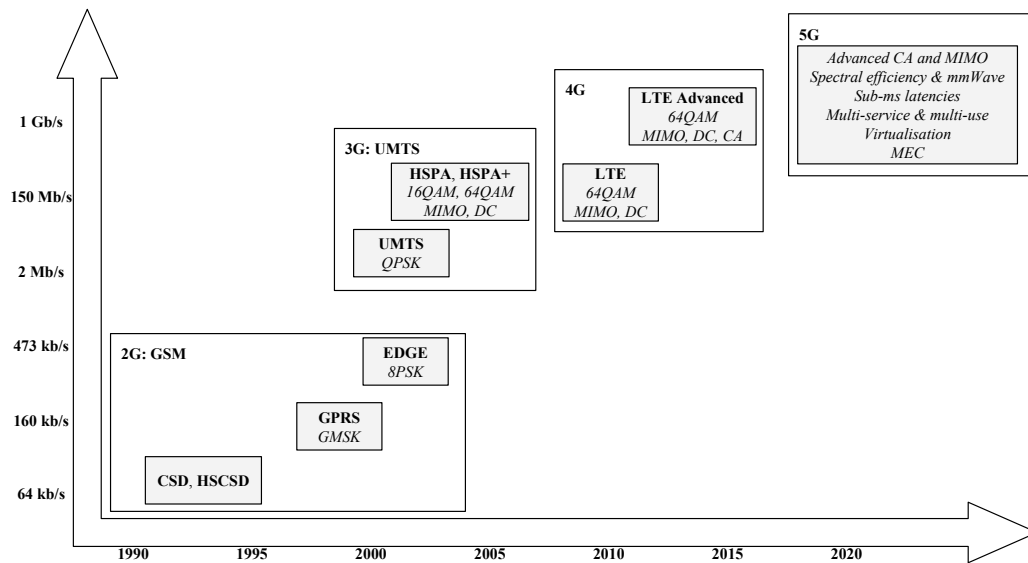 5G
Advanced CA and MIMO
Spectral efficiency & mmWave
Sub-ms latencies
Multi-service & multi-use
Virtualisation
MEC
4G
LTE Advanced
64QAM
MIMO, DC, CA
LTE
64QAM
MIMO, DC
3G: UMTS
HSPA, HSPA+
16QAM, 64QAM
MIMO, DC
UMTS
QPSK
2G: GSM
EDGE
8PSK
GPRS
GMSK
CSD, HSCSD
1 Gb/s
150 Mb/s
2 Mb/s
473 kb/s
160 kb/s
64 kb/s
1990 1995 2000 2005 2010 2015 2020